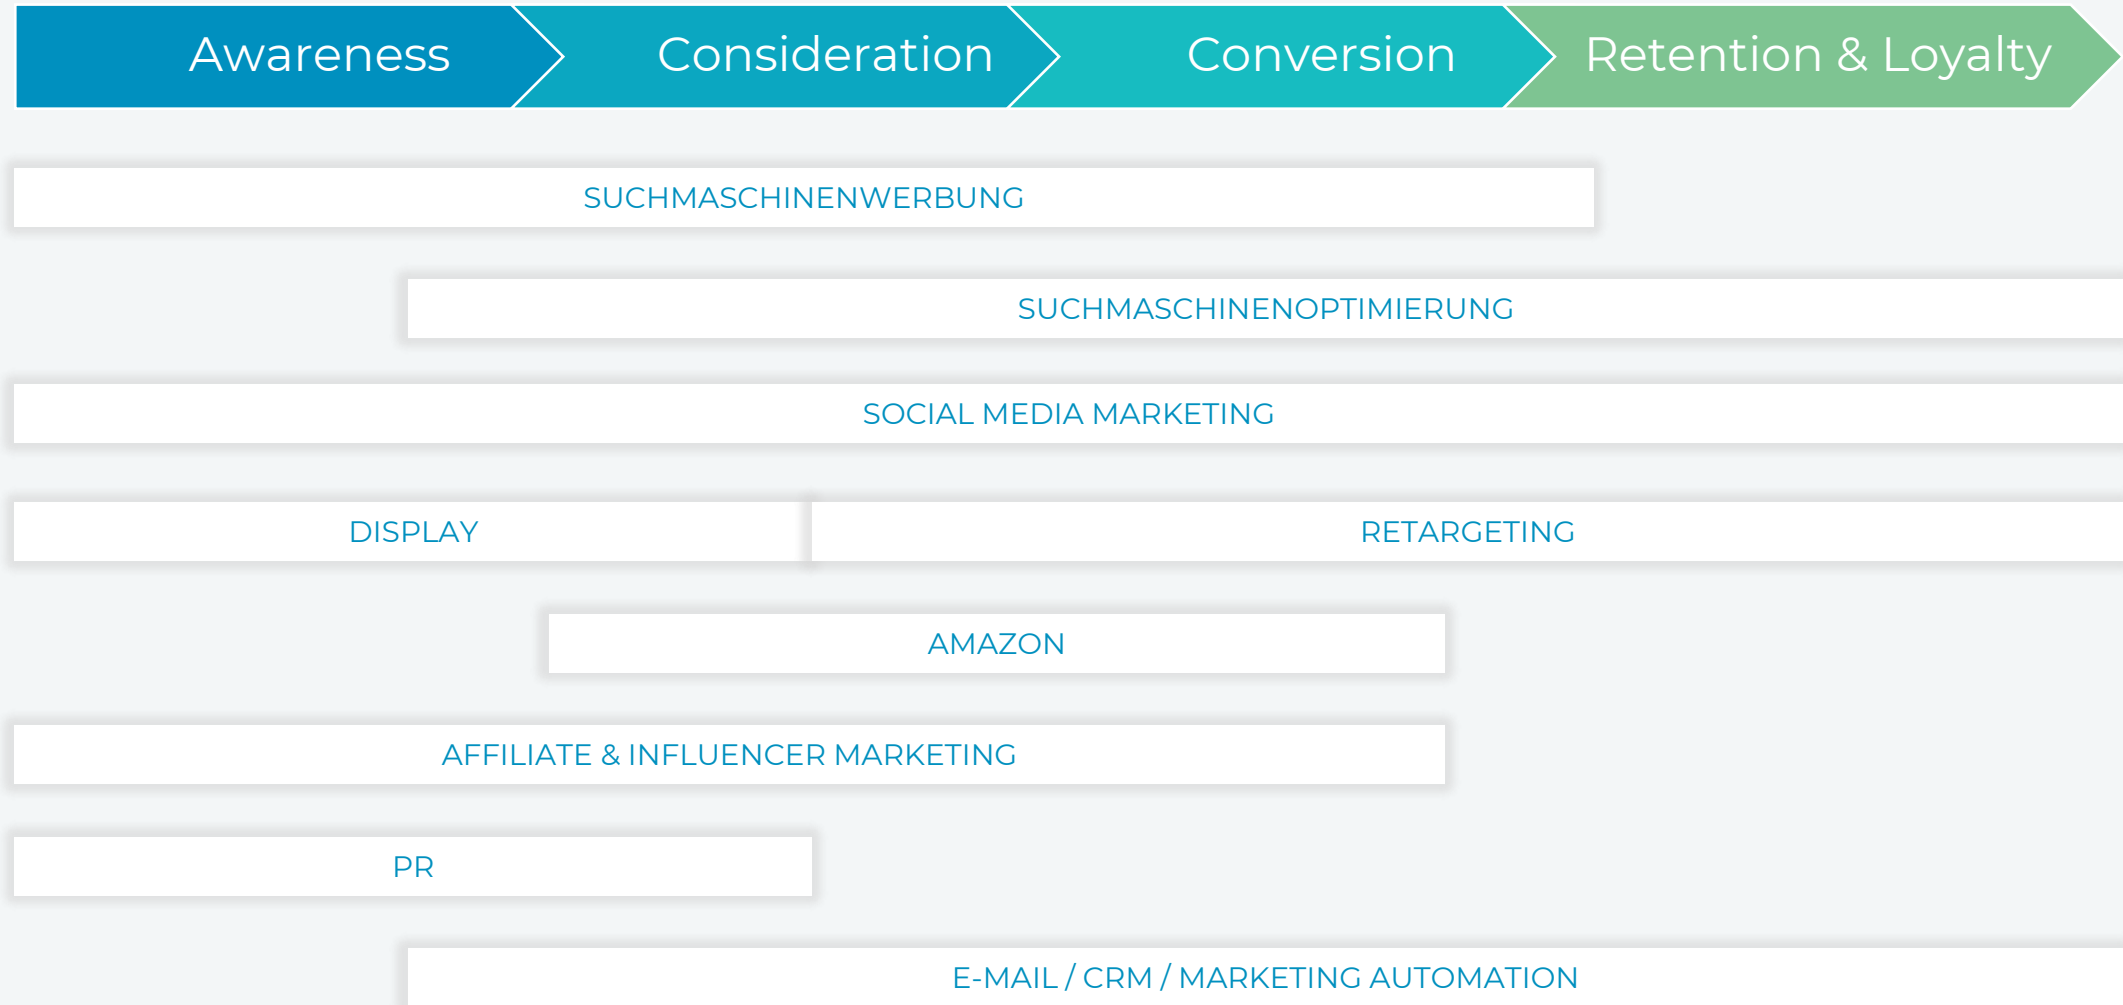 Awareness
Consideration
Conversion
Retention & Loyalty
SUCHMASCHINENWERBUNG
SUCHMASCHINENOPTIMIERUNG
SOCIAL MEDIA MARKETING
DISPLAY
RETARGETING
AMAZON
AFFILIATE & INFLUENCER MARKETING
PR
E-MAIL / CRM / MARKETING AUTOMATION